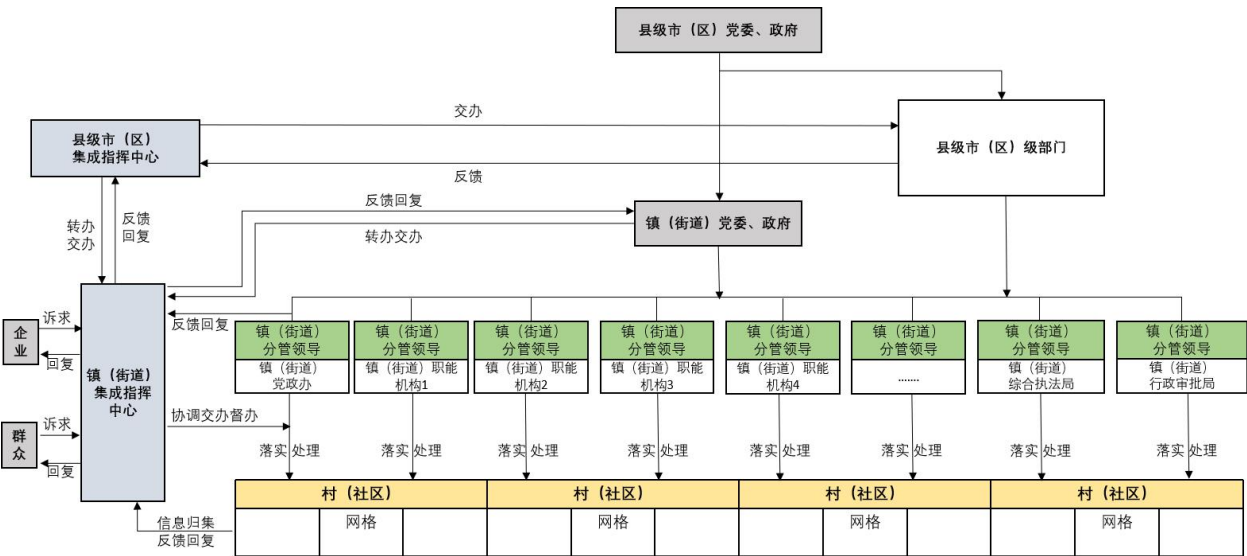 县级市（区）党委、政府
交办
县级市（区）
集成指挥中心
县级市（区）级部门
反馈
反馈回复
转办
交办
反馈
回复
镇（街道）党委、政府
转办交办
企
业
诉求
回复
反馈回复
镇（街道）
集成指挥
中心
镇（街道）
分管领导
镇（街道）
党政办
镇（街道）
分管领导
镇（街道）职能
机构1
镇（街道）
分管领导
镇（街道）职能
机构2
镇（街道）
分管领导
镇（街道）职能
机构3
镇（街道）
分管领导
镇（街道）职能
机构4
镇（街道）
分管领导
.......
镇（街道）
分管领导
镇（街道）
综合执法局
镇（街道）
分管领导
镇（街道）
行政审批局
群
众
诉求
回复
协调交办督办
落实 处理
落实 处理
落实 处理
落实 处理
落实 处理
落实 处理
落实 处理
落实 处理
村（社区）
村（社区）
村（社区）
村（社区）
信息归集
反馈回复
网格
网格
网格
网格